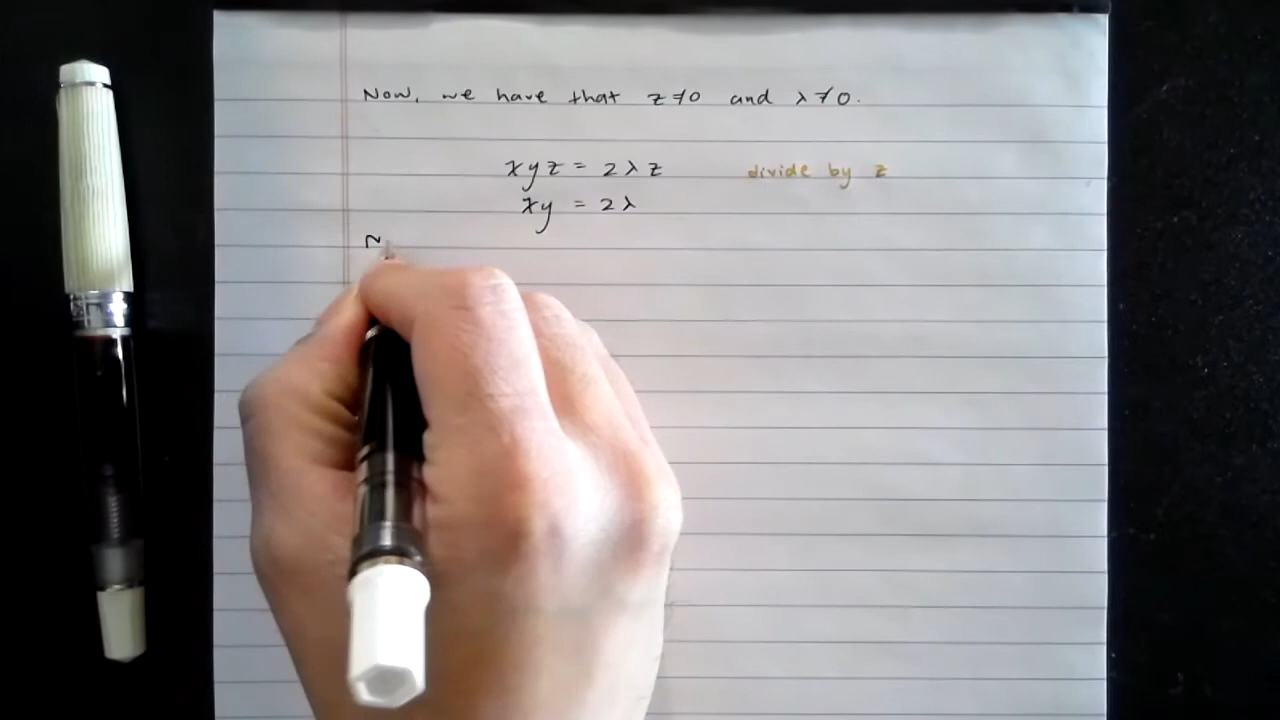 Now, we have that z≠0 and λ≠0.
xyz = 2λz divide by z
xy = 2λ
N